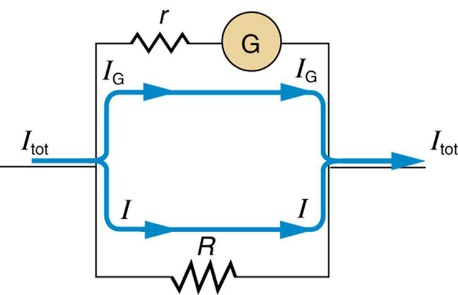 r
G
I_G I_G
I_tot I_tot
I I
R